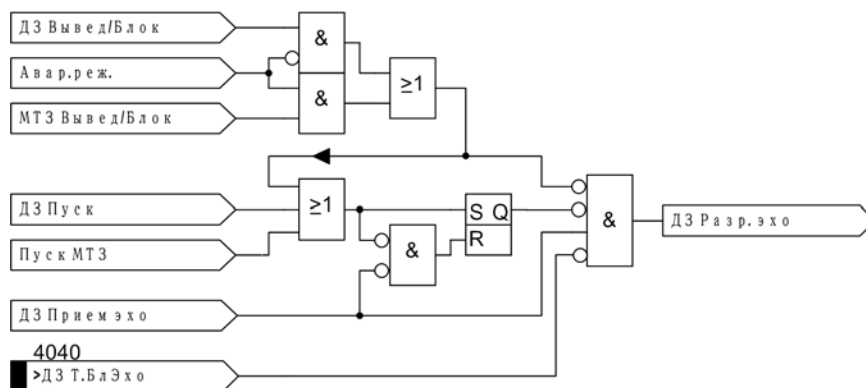 ДЗ Вывед/Блок
&
Авар.реж.
≥1
&
МТЗ Вывед/Блок
ДЗ Пуск
≥1
S Q
&
ДЗ Разр. эхо
R
Пуск МТЗ
&
ДЗ Прием эхо
4040
>ДЗ Т.БлЭхо